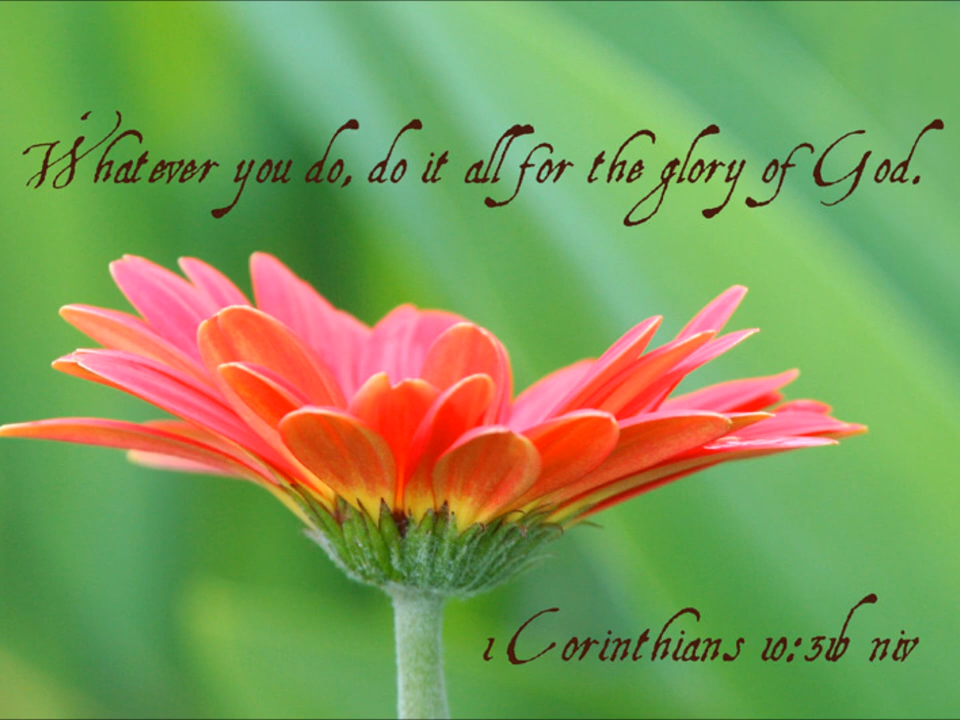 Whatever you do, do it all for the glory of God.
1 Corinthians 10:31b niv